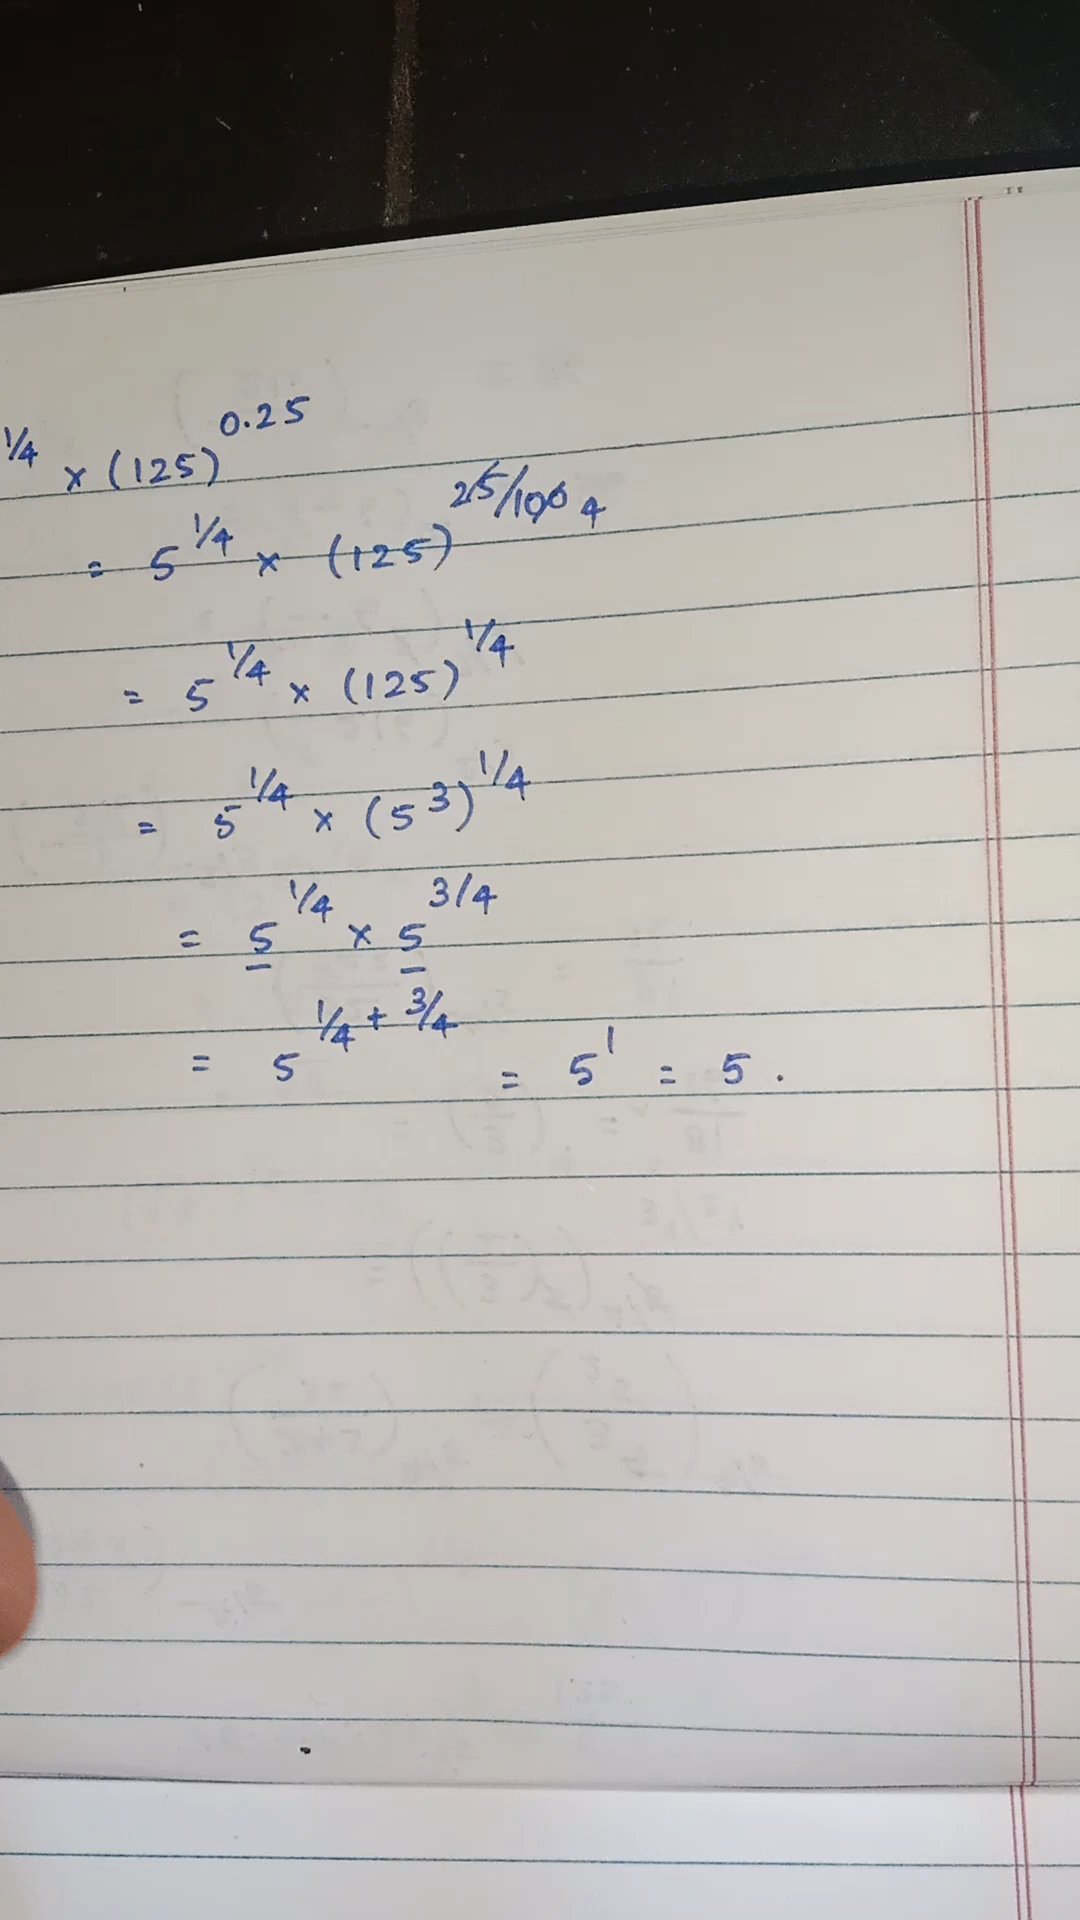 1/4 × (125)^0.25
= 5^1/4 × (125)^25/100 4
= 5^1/4 × (125)^1/4
= 5^1/4 × (5^3)^1/4
= 5^1/4 × 5^3/4
= 5^1/4 + 3/4 = 5^1 = 5.